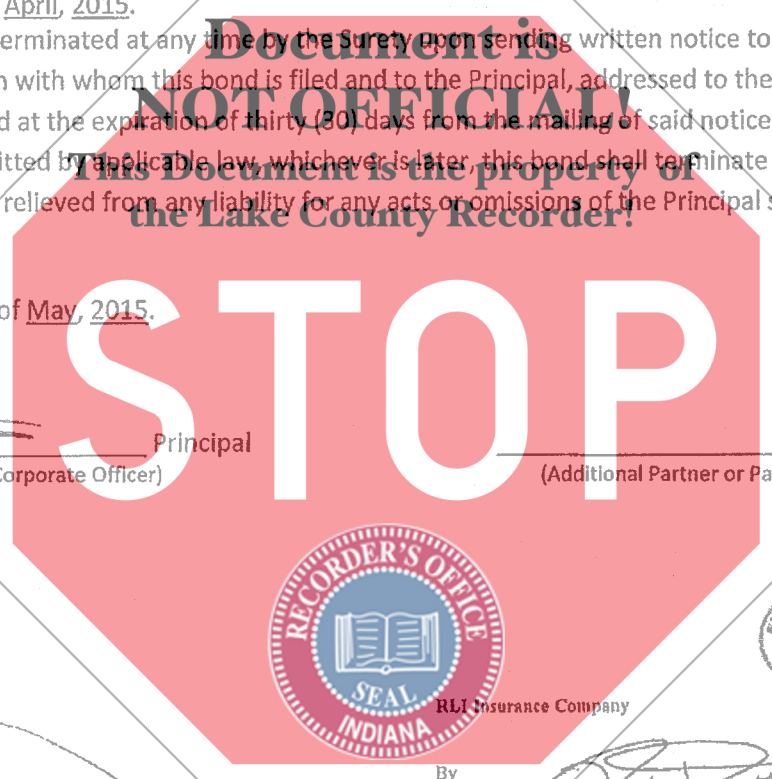 April, 2015.
Document is
erminated at any time by the Surety upon sending written notice to
n with whom this bond is filed and to the Principal, addressed to the
NOT OFFICIAL!
d at the expiration of thirty (30) days from the mailing of said notice
itted by applicable law, whichever is later, this bond shall terminate
This Document is the property of
relieved from any liability for any acts or omissions of the Principal s
the Lake County Recorder!
of May, 2015.
STOP
Principal
Corporate Officer)
(Additional Partner or Pa
RECORDER'S OFFICE
SEAL
INDIANA
RLI Insurance Company
By